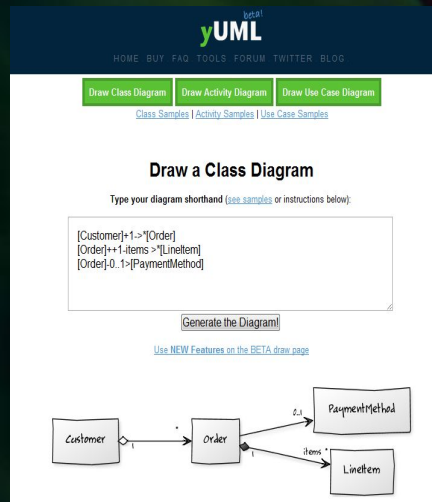 beta!
yUML
HOME BUY FAQ TOOLS FORUM TWITTER BLOG
Draw Class Diagram Draw Activity Diagram Draw Use Case Diagram
Class Samples | Activity Samples | Use Case Samples
Draw a Class Diagram
Type your diagram shorthand (see samples or instructions below):
[Customer]+1->*[Order]
[Order]++1-items >*[LineItem]
[Order]-0..1>[PaymentMethod]
Generate the Diagram!
Use NEW Features on the BETA draw page
0..1 PaymentMethod
Customer 1 * Order
1 items * LineItem